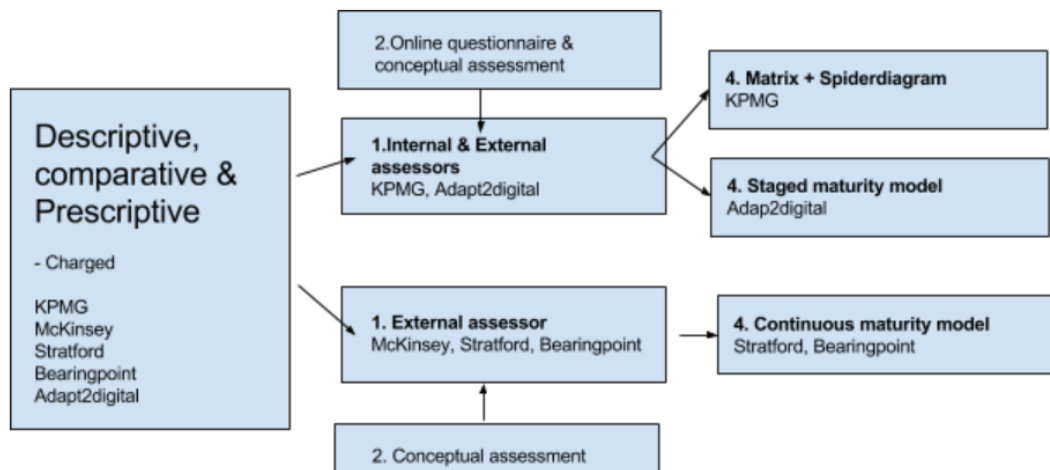 Descriptive,
comparative &
Prescriptive
- Charged
KPMG
McKinsey
Stratford
Bearingpoint
Adapt2digital
2.Online questionnaire &
conceptual assessment
1.Internal & External
assessors
KPMG, Adapt2digital
4. Matrix + Spiderdiagram
KPMG
4. Staged maturity model
Adap2digital
1. External assessor
McKinsey, Stratford, Bearingpoint
4. Continuous maturity model
Stratford, Bearingpoint
2. Conceptual assessment